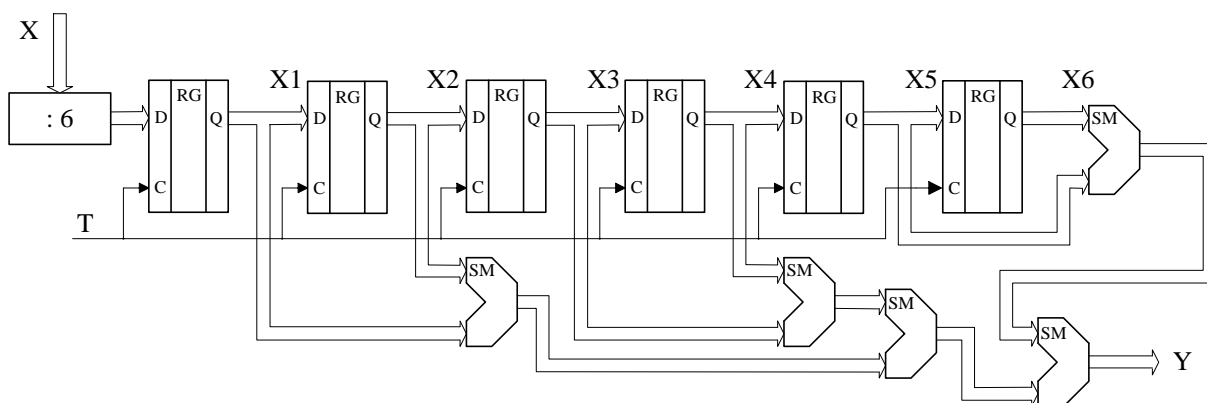 X
X1 X2 X3 X4 X5 X6
RG RG RG RG RG RG
: 6
D Q D Q D Q D Q D Q D Q SM
C C C C C C
T
SM SM
SM
SM
Y